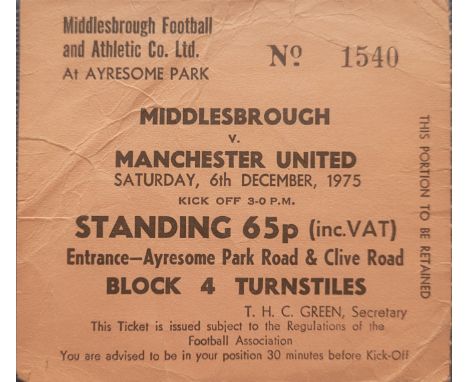 Middlesbrough Football
and Athletic Co. Ltd.
At AYRESOME PARK
Nº 1540
MIDDLESBROUGH
v.
MANCHESTER UNITED
SATURDAY, 6th DECEMBER, 1975
KICK OFF 3-0 P.M.
STANDING 65p (inc.VAT)
Entrance—Ayresome Park Road & Clive Road
BLOCK 4 TURNSTILES
T. H. C. GREEN, Secretary
This Ticket is issued subject to the Regulations of the
Football Association
You are advised to be in your position 30 minutes before Kick-Off
THIS PORTION TO BE RETAINED